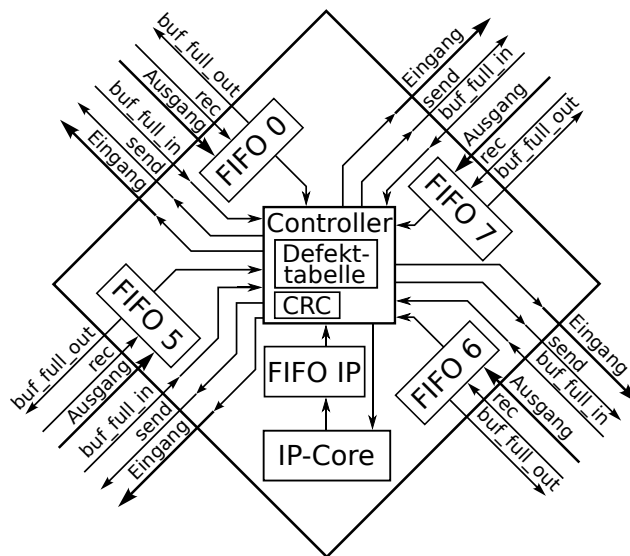 buf_full_out
rec
Ausgang
buf_full_in
send
Eingang
FIFO 0
Eingang
send
buf_full_in
Ausgang
rec
buf_full_out
FIFO 7
Controller
Defekt-
tabelle
CRC
FIFO 5
buf_full_out
rec
Ausgang
buf_full_in
send
Eingang
FIFO IP
IP-Core
FIFO 6
Eingang
send
buf_full_in
Ausgang
rec
buf_full_out